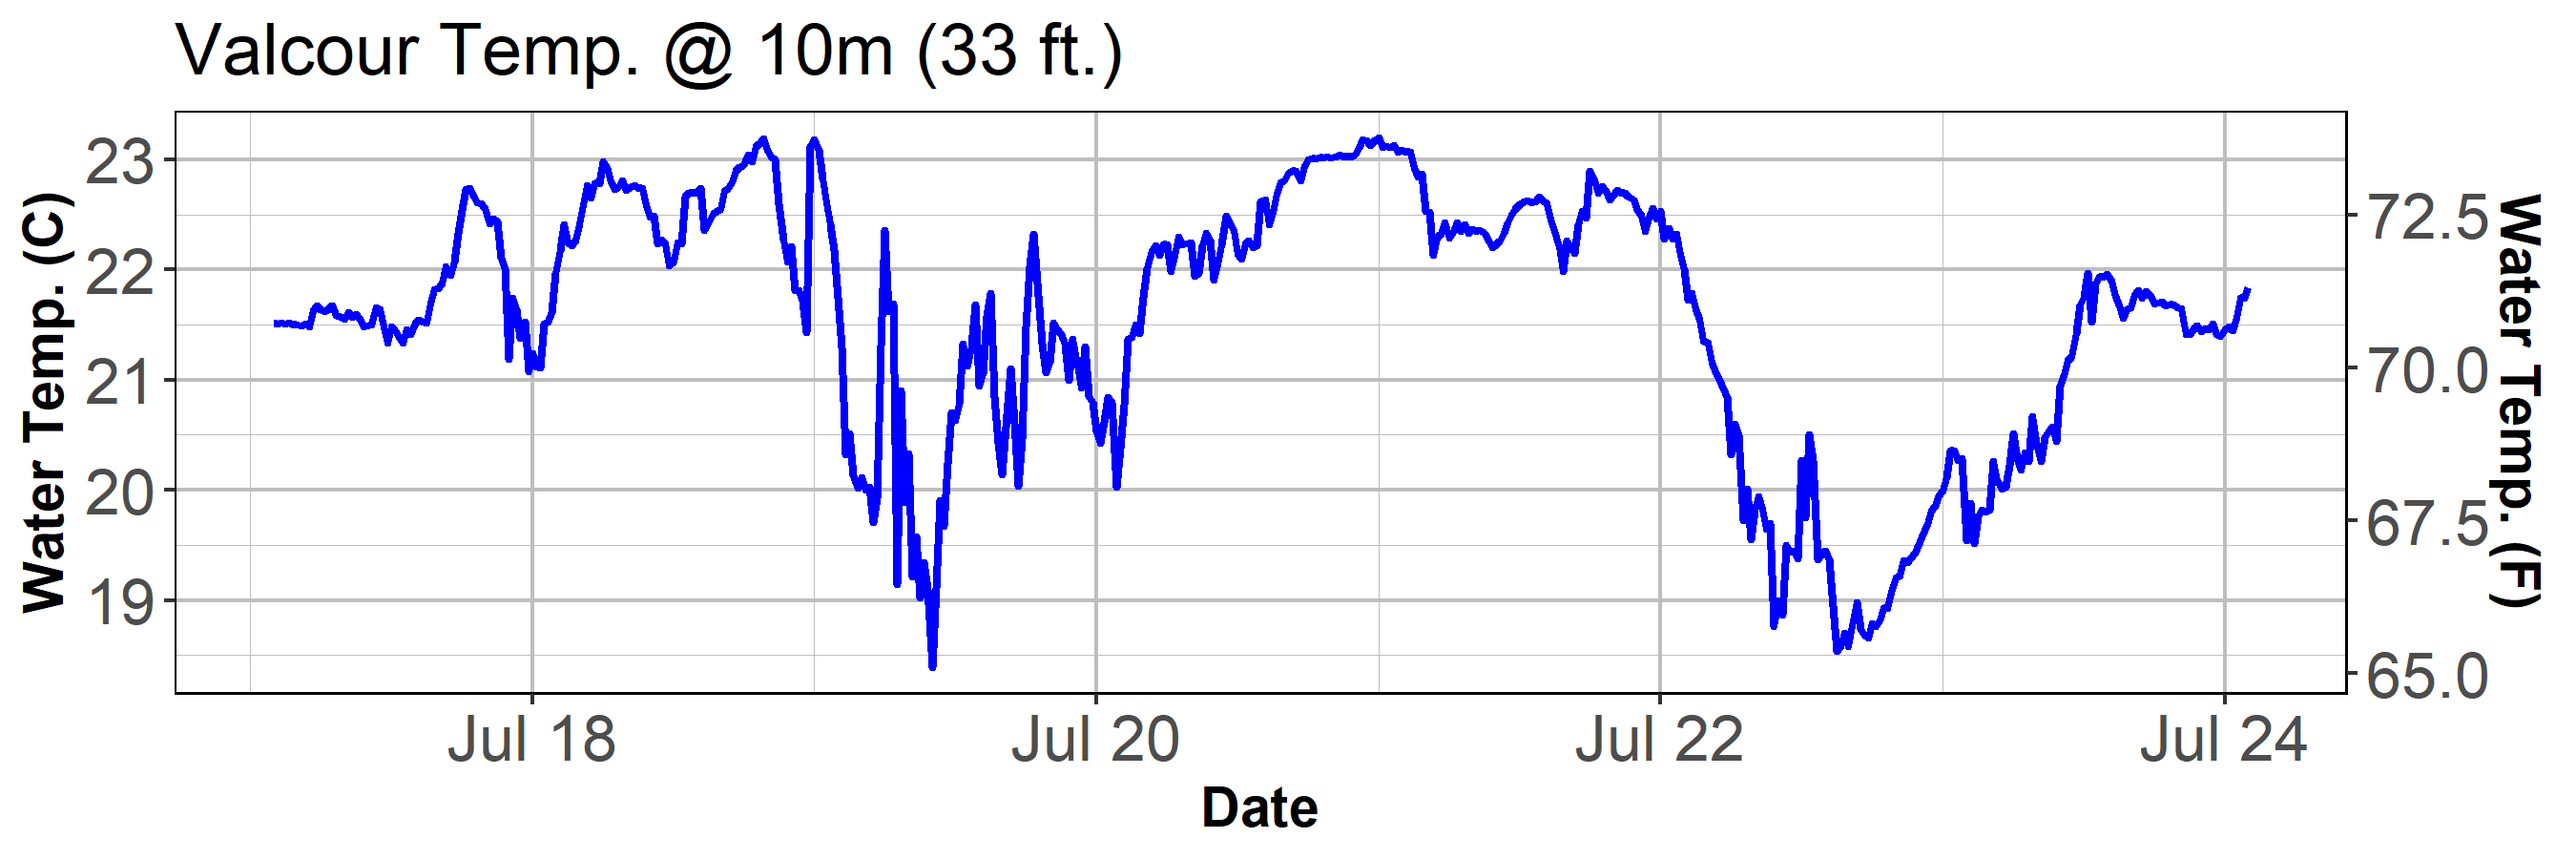 Valcour Temp. @ 10m (33 ft.)
Water Temp. (C)
23
22
21
20
19
72.5
70.0
67.5
65.0
Water Temp. (F)
Jul 18
Jul 20
Jul 22
Jul 24
Date